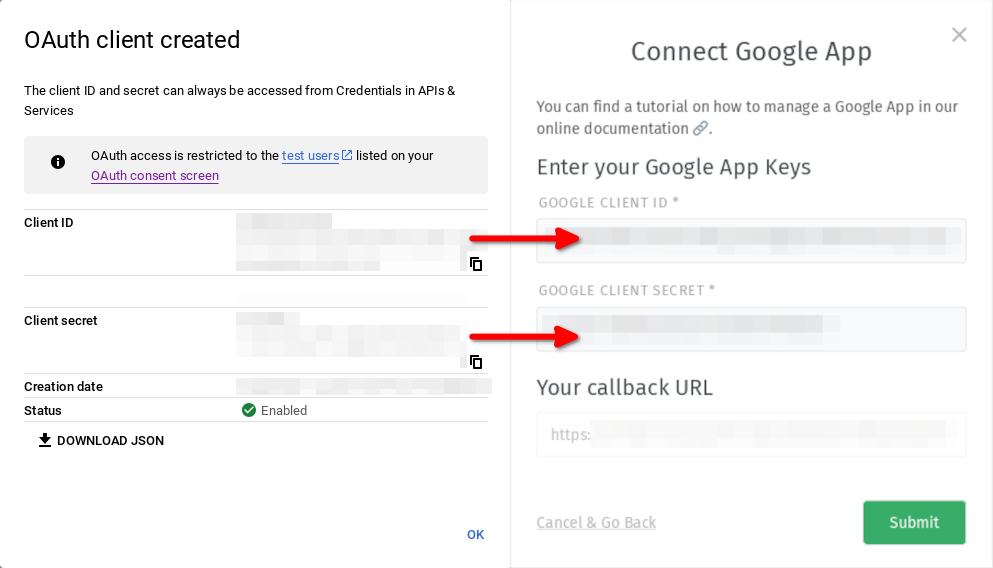 OAuth client created
The client ID and secret can always be accessed from Credentials in APIs &
Services
OAuth access is restricted to the test users listed on your
OAuth consent screen
Client ID
Client secret
Creation date
Status
Enabled
DOWNLOAD JSON
OK
Connect Google App
You can find a tutorial on how to manage a Google App in our
online documentation 🔗.
Enter your Google App Keys
GOOGLE CLIENT ID *
GOOGLE CLIENT SECRET *
Your callback URL
https:
Cancel & Go Back
Submit